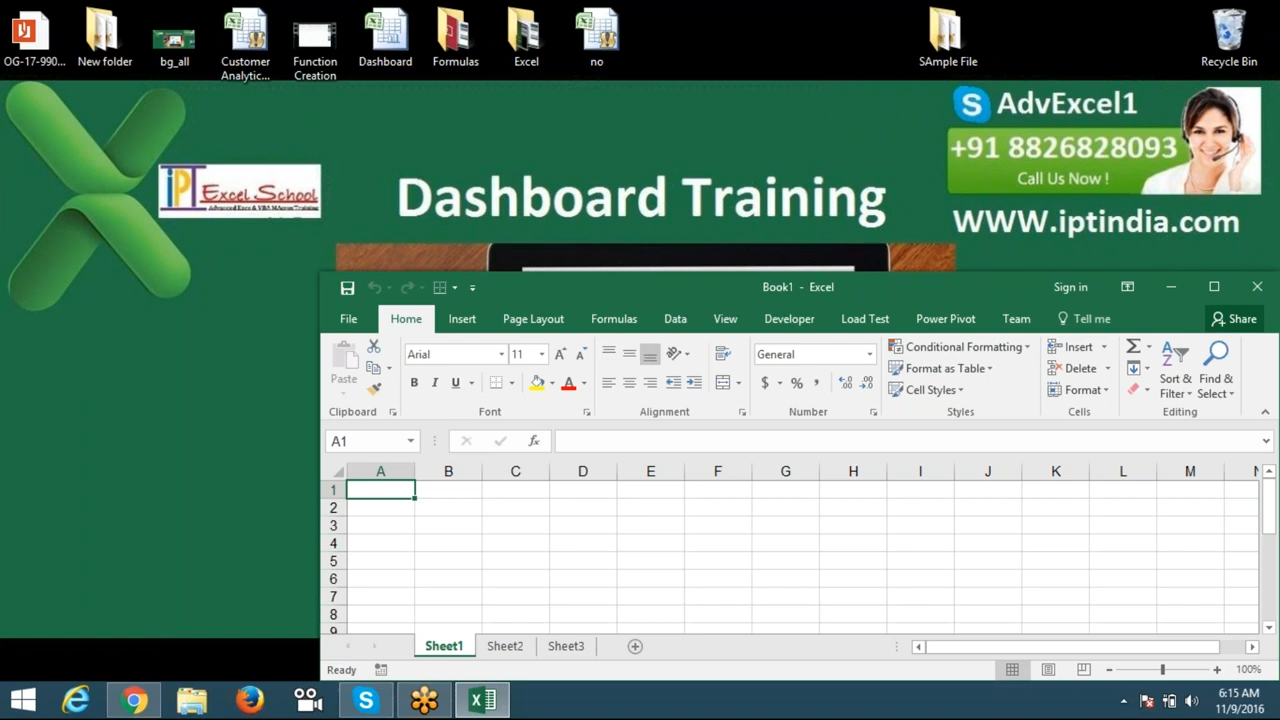 OG-17-990...
New folder
bg_all
Customer
Analytic...
Function
Creation
Dashboard
Formulas
Excel
no
SAmple File
Recycle Bin
AdvExcel1
+91 8826828093
Call Us Now !
WWW.iptindia.com
iPT Excel School
Dashboard Training
Book1 - Excel
Sign in
File Home Insert Page Layout Formulas Data View Developer Load Test Power Pivot Team Tell me Share
Paste
Arial 11
B I U
General
$ % ,
Conditional Formatting
Format as Table
Cell Styles
Insert
Delete
Format
Sort &
Filter
Find &
Select
Clipboard Font Alignment Number Styles Cells Editing
A1 fx
A B C D E F G H I J K L M N
1
2
3
4
5
6
7
8
9
Sheet1 Sheet2 Sheet3
Ready 100%
6:15 AM
11/9/2016